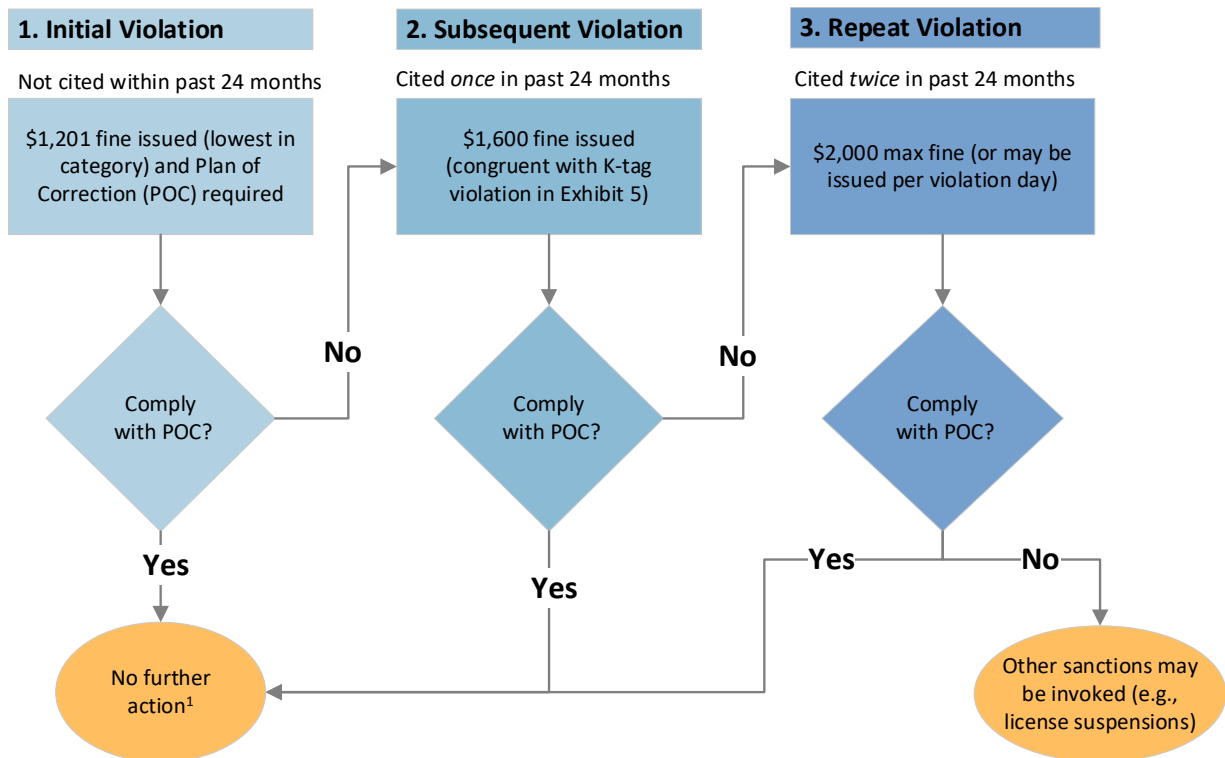 1. Initial Violation
Not cited within past 24 months
$1,201 fine issued (lowest in
category) and Plan of
Correction (POC) required
Comply
with POC?
No
Yes
No further
action¹
2. Subsequent Violation
Cited once in past 24 months
$1,600 fine issued
(congruent with K-tag
violation in Exhibit 5)
Comply
with POC?
No
Yes
3. Repeat Violation
Cited twice in past 24 months
$2,000 max fine (or may be
issued per violation day)
Comply
with POC?
Yes
No
Other sanctions may
be invoked (e.g.,
license suspensions)